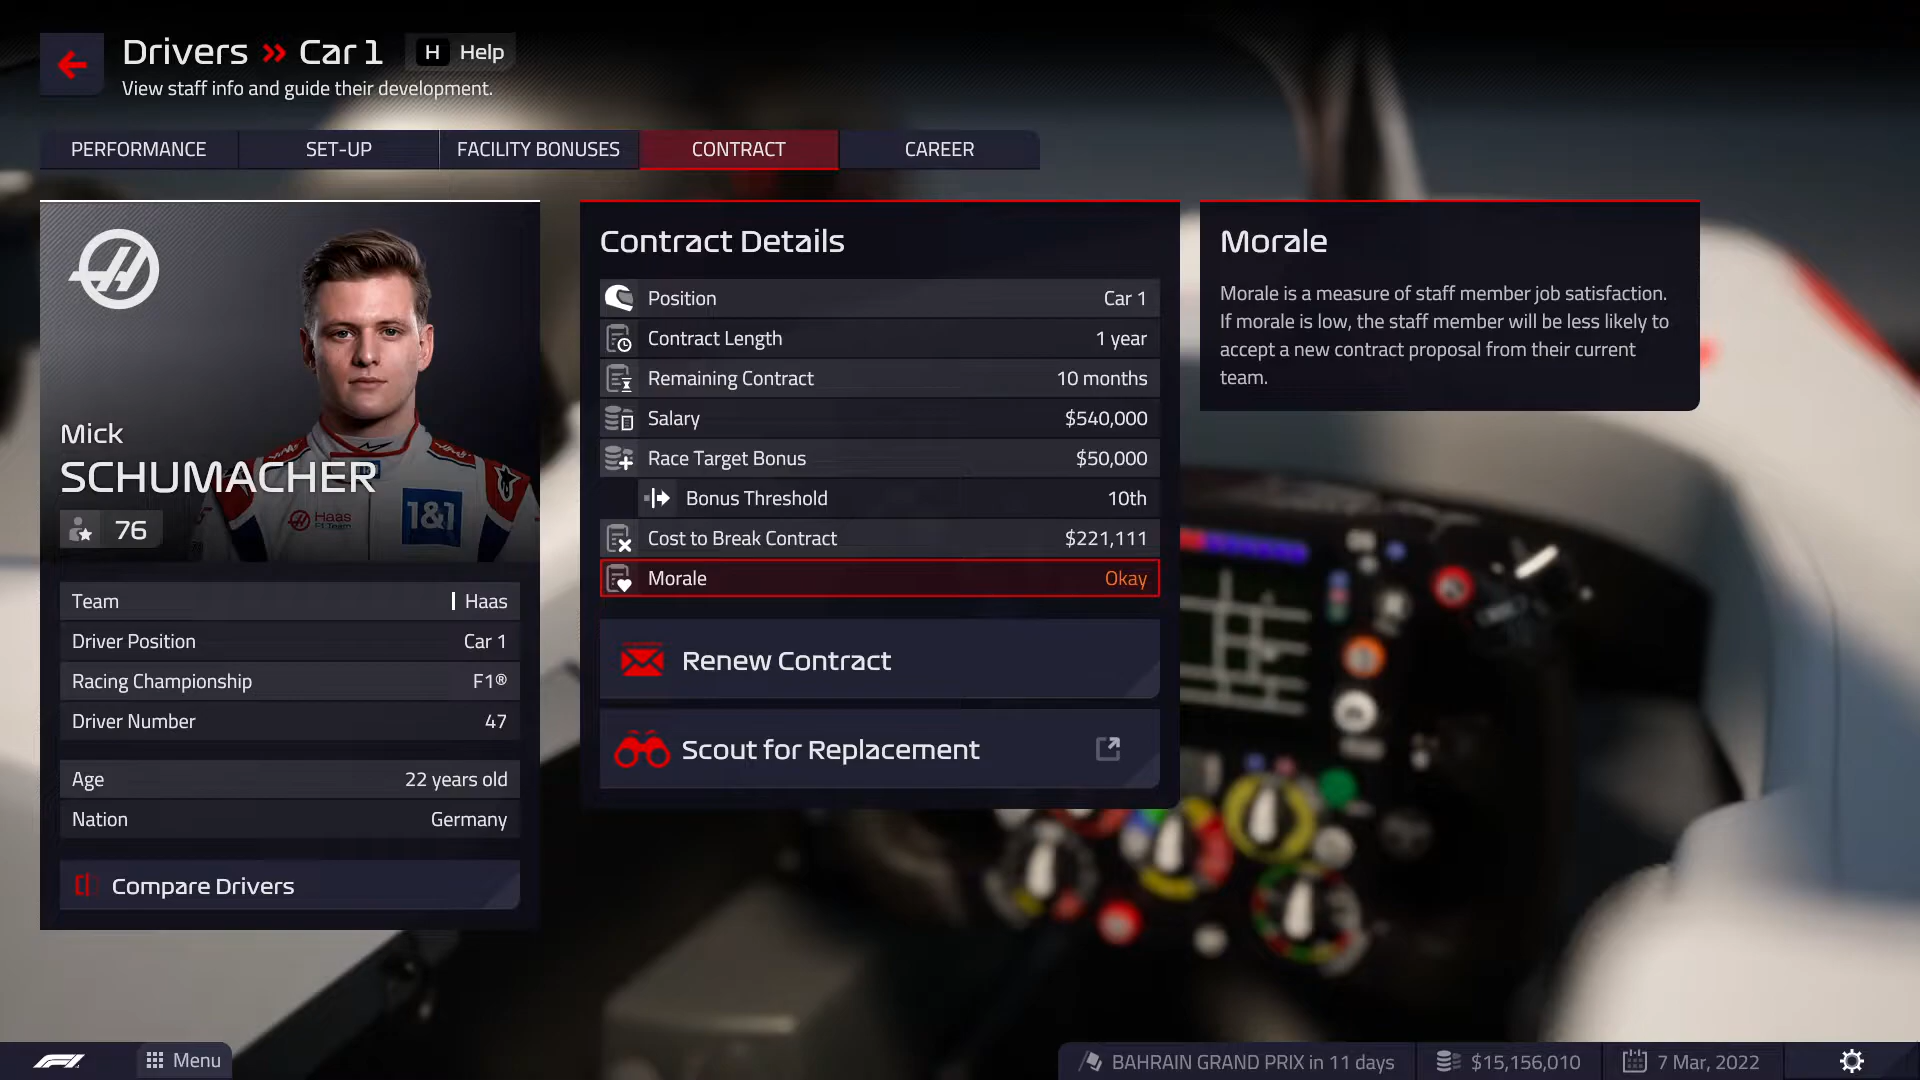 Drivers » Car 1
H Help
View staff info and guide their development.
PERFORMANCE
SET-UP
FACILITY BONUSES
CONTRACT
CAREER
Mick
SCHUMACHER
76
Haas
F1 Team
1&1
Team Haas
Driver Position Car 1
Racing Championship F1®
Driver Number 47
Age 22 years old
Nation Germany
Compare Drivers
Contract Details
Position Car 1
Contract Length 1 year
Remaining Contract 10 months
Salary $540,000
Race Target Bonus $50,000
Bonus Threshold 10th
Cost to Break Contract $221,111
Morale Okay
Renew Contract
Scout for Replacement
Morale
Morale is a measure of staff member job satisfaction.
If morale is low, the staff member will be less likely to
accept a new contract proposal from their current
team.
F1
Menu
BAHRAIN GRAND PRIX in 11 days
$15,156,010
7 Mar, 2022